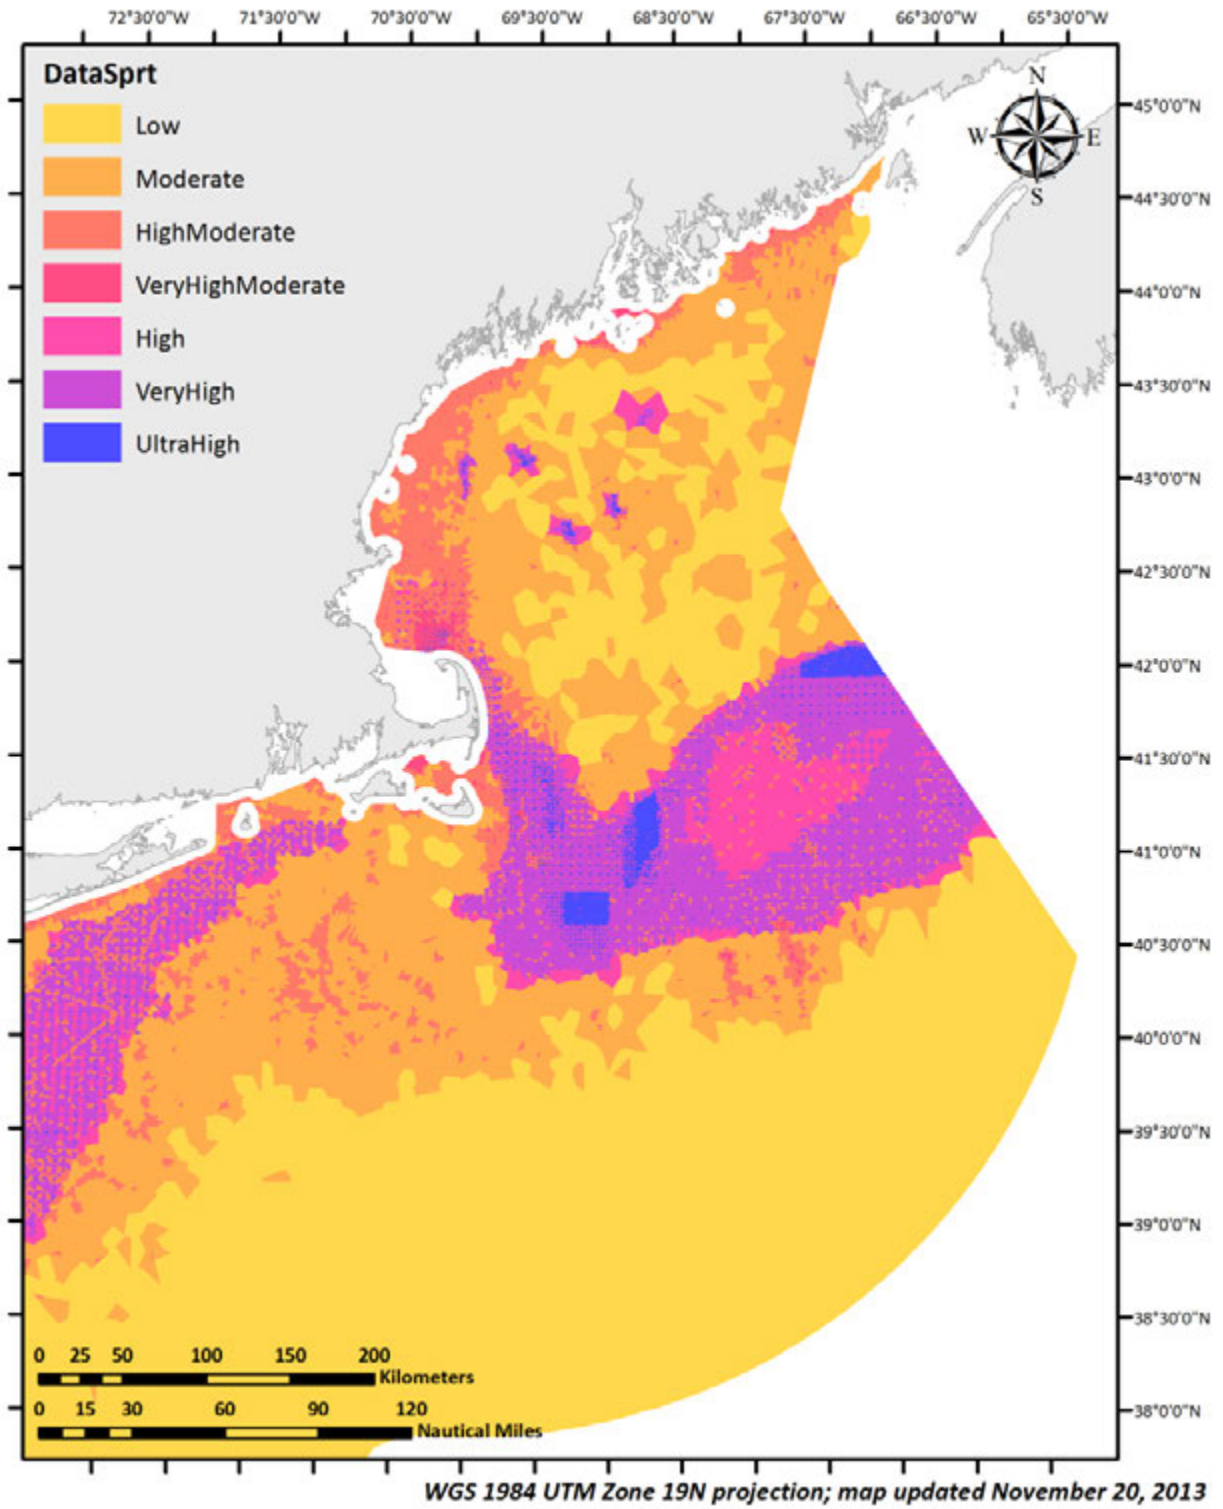 72°30'0"W 71°30'0"W 70°30'0"W 69°30'0"W 68°30'0"W 67°30'0"W 66°30'0"W 65°30'0"W
DataSprt
Low
Moderate
HighModerate
VeryHighModerate
High
VeryHigh
UltraHigh
N
W E
S
45°0'0"N
44°30'0"N
44°0'0"N
43°30'0"N
43°0'0"N
42°30'0"N
42°0'0"N
41°30'0"N
41°0'0"N
40°30'0"N
40°0'0"N
39°30'0"N
39°0'0"N
38°30'0"N
38°0'0"N
0 25 50 100 150 200
Kilometers
0 15 30 60 90 120
Nautical Miles
WGS 1984 UTM Zone 19N projection; map updated November 20, 2013